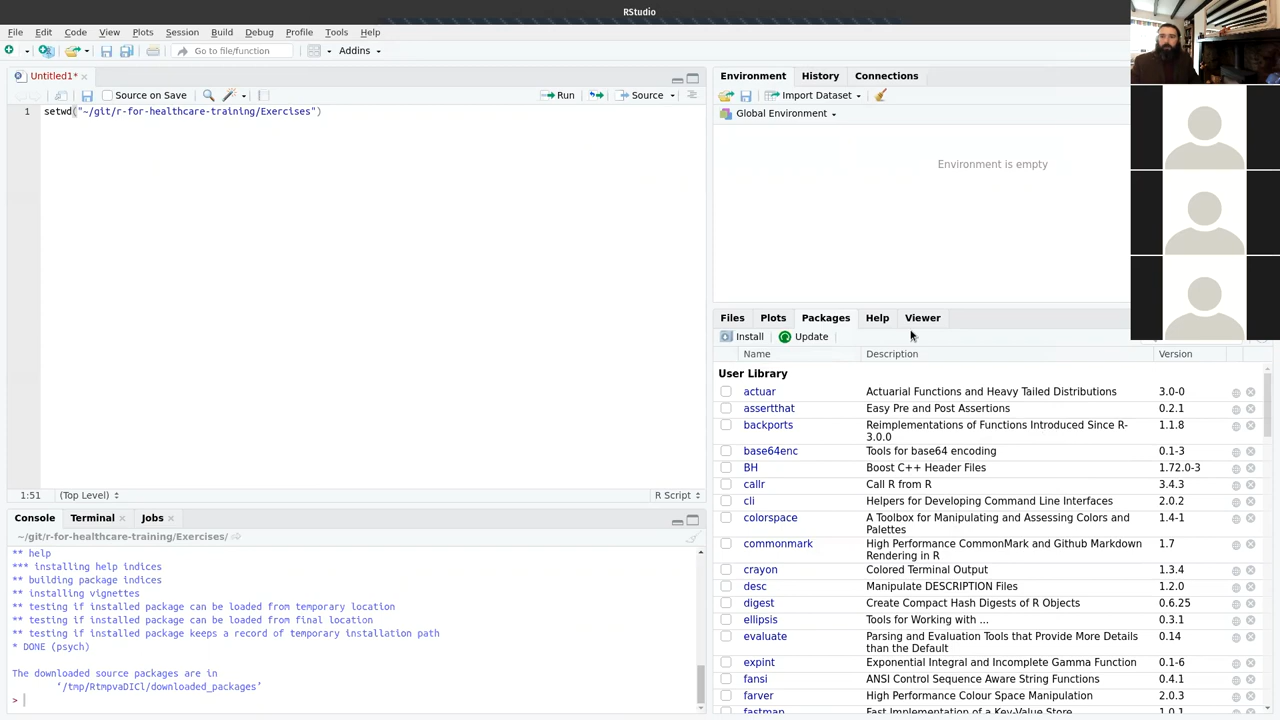 RStudio
File Edit Code View Plots Session Build Debug Profile Tools Help
Go to file/function Addins
Untitled1*
Source on Save Run Source
1 setwd("~/git/r-for-healthcare-training/Exercises")
1:51 (Top Level) R Script
Console Terminal Jobs
~/git/r-for-healthcare-training/Exercises/
** help
*** installing help indices
** building package indices
** installing vignettes
** testing if installed package can be loaded from temporary location
** testing if installed package can be loaded from final location
** testing if installed package keeps a record of temporary installation path
* DONE (psych)
The downloaded source packages are in
‘/tmp/RtmpvaDICl/downloaded_packages’
>
Environment History Connections
Import Dataset
Global Environment
Environment is empty
Files Plots Packages Help Viewer
Install Update
Name Description Version
User Library
actuar Actuarial Functions and Heavy Tailed Distributions 3.0-0
assertthat Easy Pre and Post Assertions 0.2.1
backports Reimplementations of Functions Introduced Since R- 1.1.8
3.0.0
base64enc Tools for base64 encoding 0.1-3
BH Boost C++ Header Files 1.72.0-3
callr Call R from R 3.4.3
cli Helpers for Developing Command Line Interfaces 2.0.2
colorspace A Toolbox for Manipulating and Assessing Colors and 1.4-1
Palettes
commonmark High Performance CommonMark and Github Markdown 1.7
Rendering in R
crayon Colored Terminal Output 1.3.4
desc Manipulate DESCRIPTION Files 1.2.0
digest Create Compact Hash Digests of R Objects 0.6.25
ellipsis Tools for Working with ... 0.3.1
evaluate Parsing and Evaluation Tools that Provide More Details 0.14
than the Default
expint Exponential Integral and Incomplete Gamma Function 0.1-6
fansi ANSI Control Sequence Aware String Functions 0.4.1
farver High Performance Colour Space Manipulation 2.0.3
fastmap Fast Implementation of a Key-Value Store 1.0.1